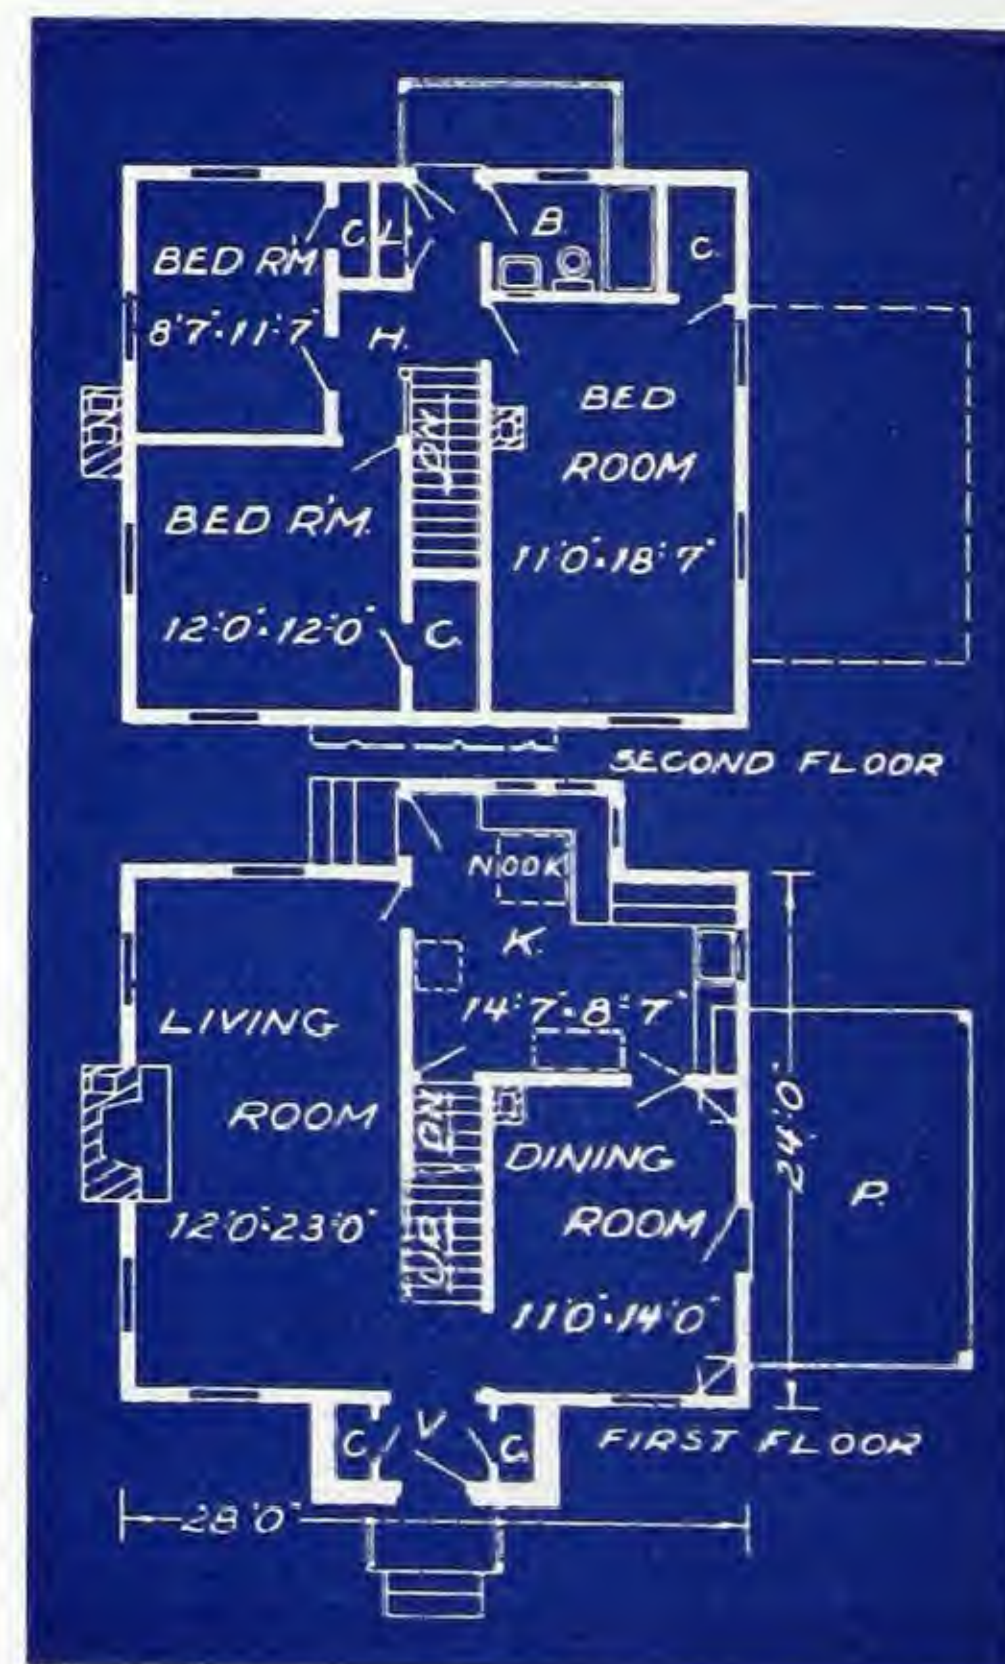 BED R'M
8'-7"·11'-7"
C.
L.
B.
C.
H.
DN
BED
ROOM
11'-0"·18'-7"
BED R'M.
12'-0"·12'-0"
C.
SECOND FLOOR
NOOK
K.
14'-7"·8'-7"
LIVING
ROOM
12'-0"·23'-0"
DN
UP
DINING
ROOM
11'-0"·14'-0"
24'-0"
P.
C.
V
C.
FIRST FLOOR
28'-0"